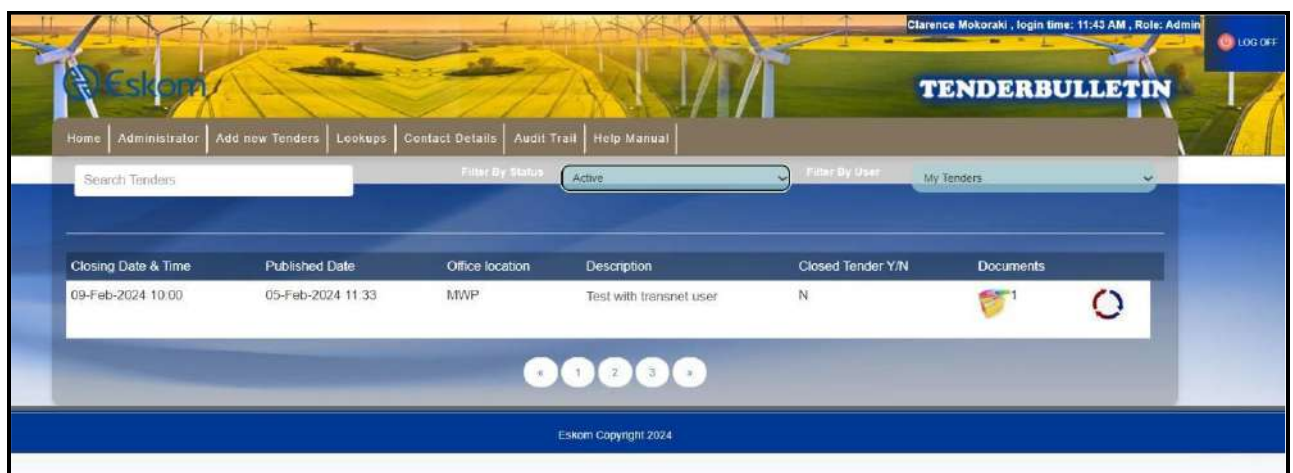 Clarence Mokoraki , login time: 11:43 AM , Role: Admin
LOG OFF
Eskom
TENDERBULLETIN
Home Administrator Add new Tenders Lookups Contact Details Audit Trail Help Manual
Search Tenders Filter By Status Active Filter By User My Tenders
Closing Date & Time Published Date Office location Description Closed Tender Y/N Documents
09-Feb-2024 10:00 05-Feb-2024 11:33 MWP Test with transnet user N 1
« 1 2 3 »
Eskom Copyright 2024